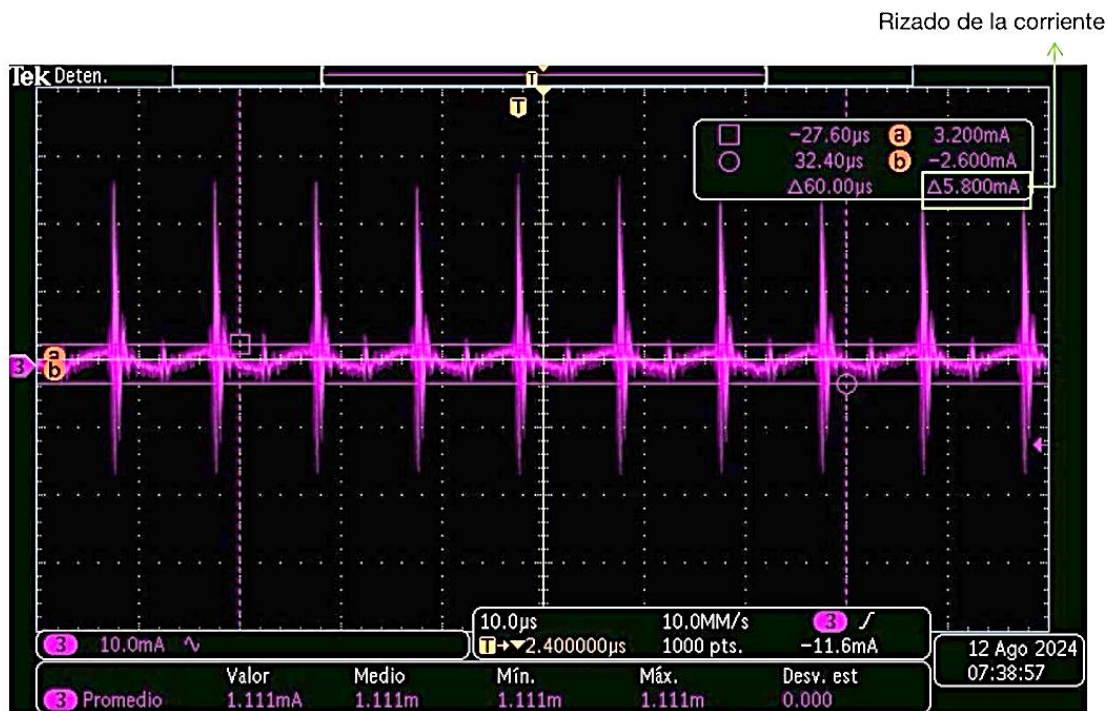 Rizado de la corriente
Tek Deten.
T
T
−27.60µs a 3.200mA
32.40µs b −2.600mA
Δ60.00µs Δ5.800mA
a
b
3
10.0µs 10.0MM/s 3
3 10.0mA T→▼2.400000µs 1000 pts. −11.6mA
12 Ago 2024
07:38:57
Valor Medio Mín. Máx. Desv. est
3 Promedio 1.111mA 1.111m 1.111m 1.111m 0.000